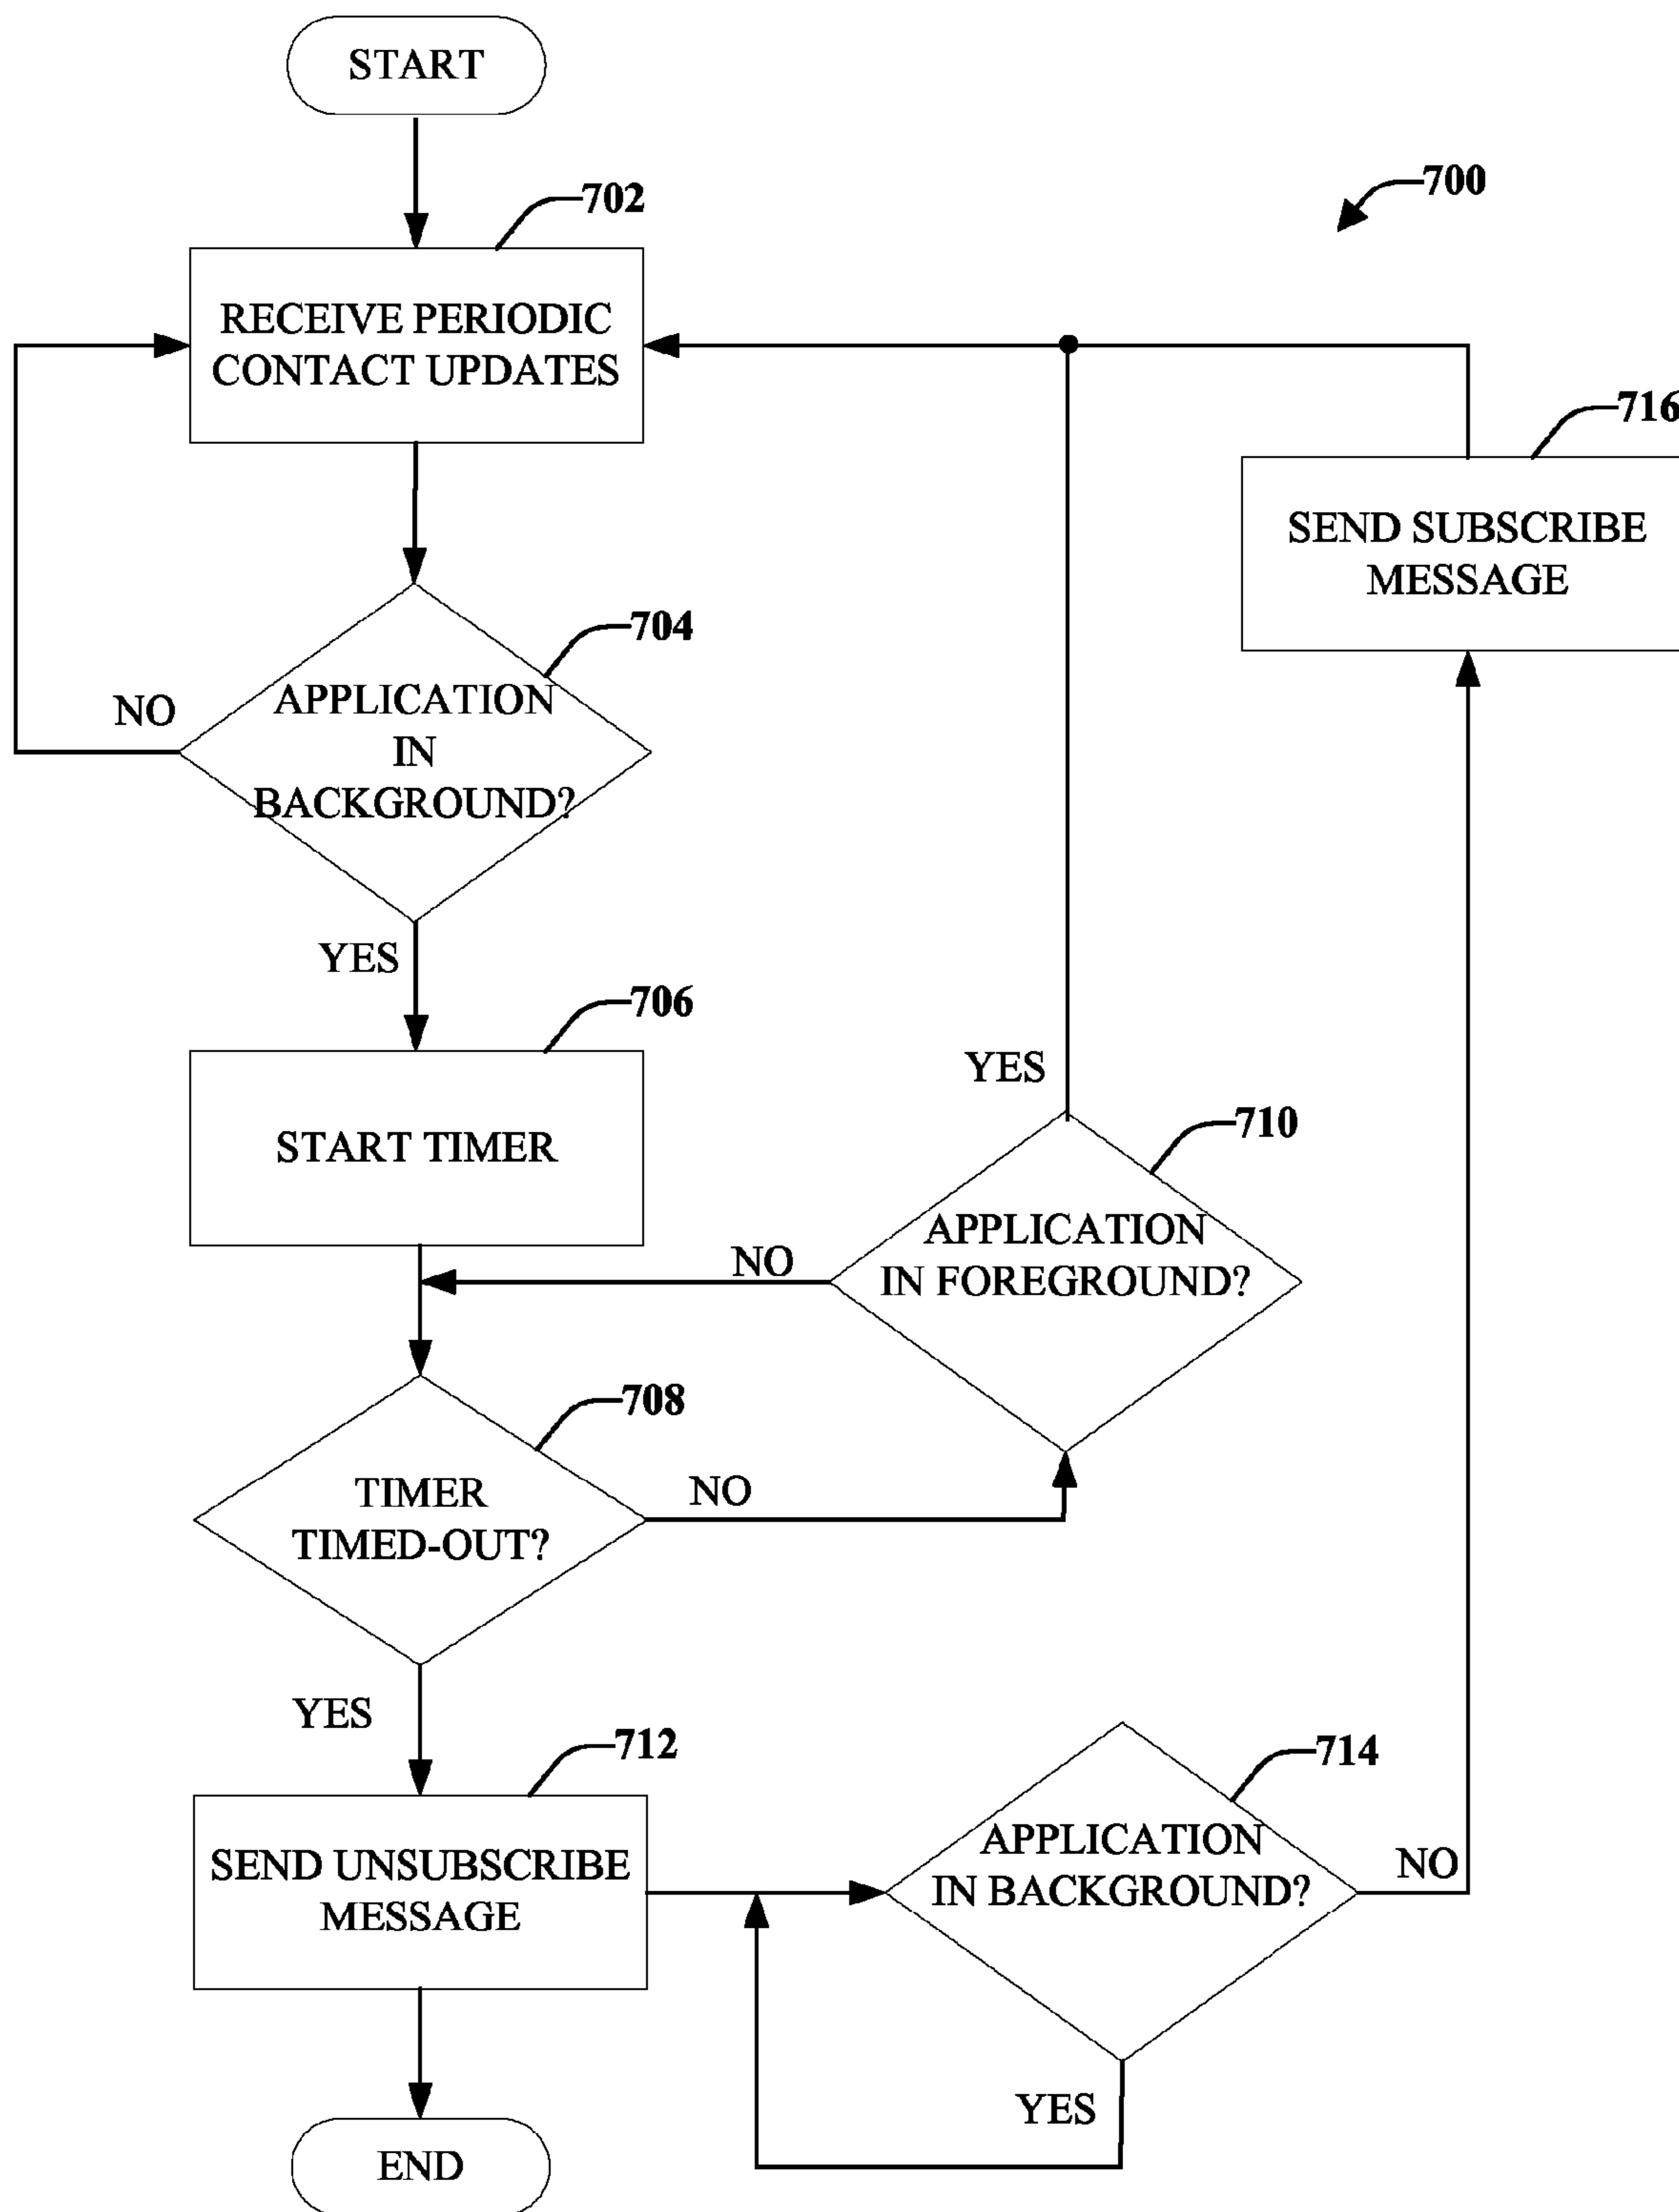 START
702
700
RECEIVE PERIODIC
CONTACT UPDATES
716
SEND SUBSCRIBE
MESSAGE
704
APPLICATION
IN
BACKGROUND?
NO
YES
706
START TIMER
YES
710
APPLICATION
IN FOREGROUND?
NO
708
TIMER
TIMED-OUT?
NO
YES
712
SEND UNSUBSCRIBE
MESSAGE
714
APPLICATION
IN BACKGROUND?
NO
YES
END